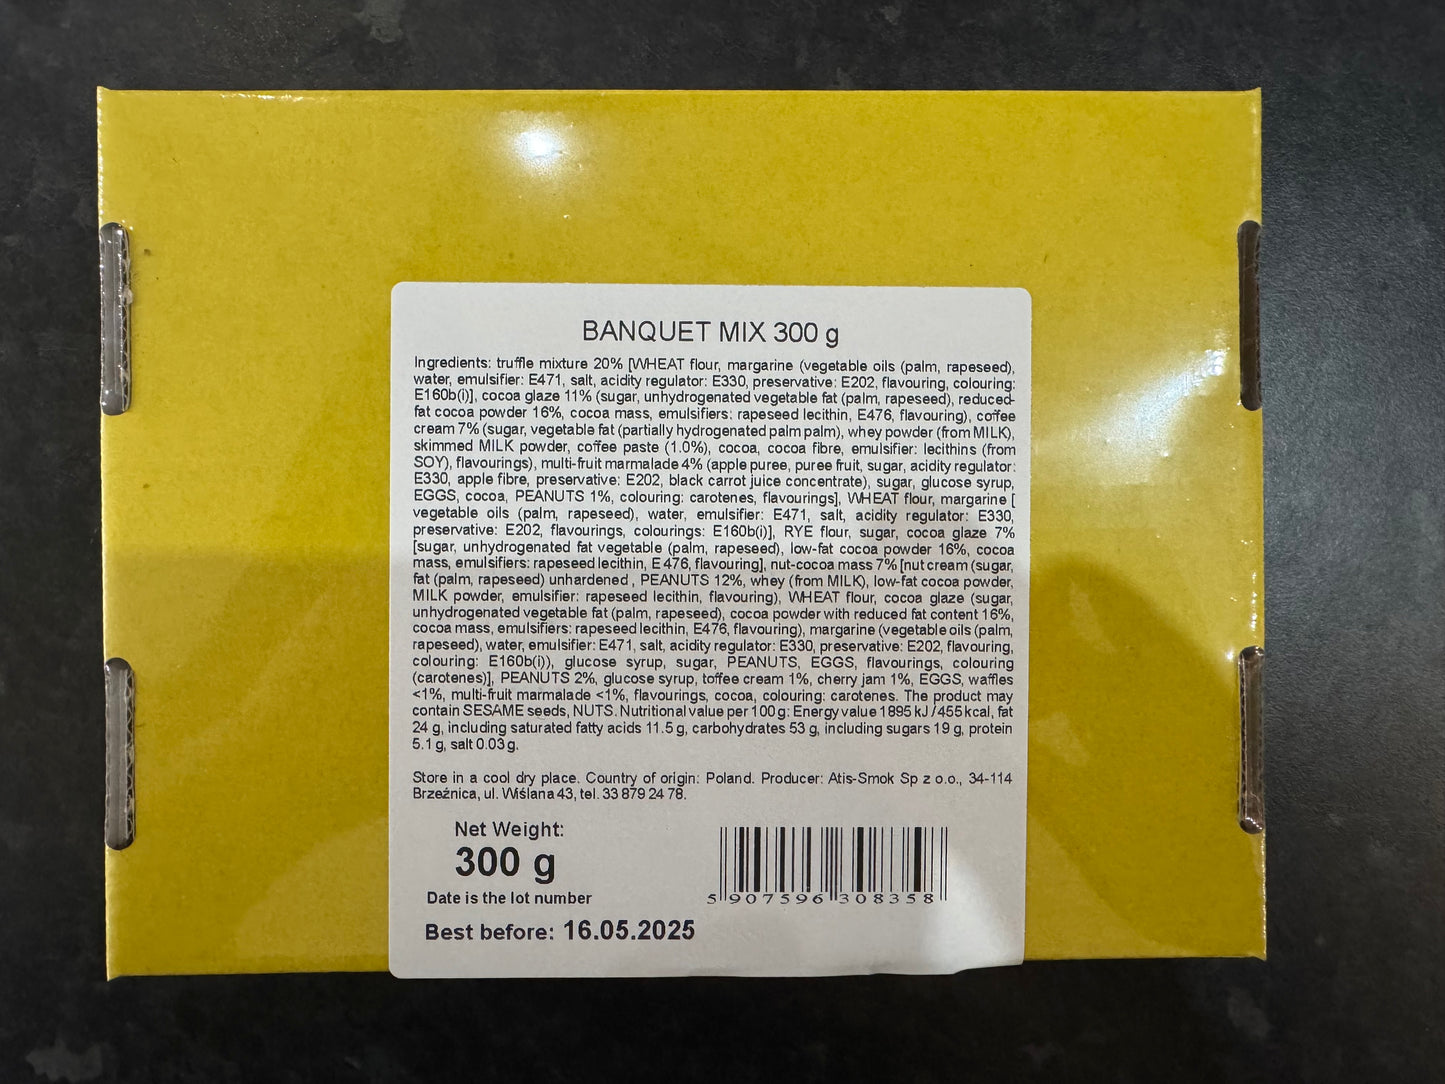 BANQUET MIX 300 g
Ingredients: truffle mixture 20% [WHEAT flour, margarine (vegetable oils (palm, rapeseed),
water, emulsifier: E471, salt, acidity regulator: E330, preservative: E202, flavouring, colouring:
E160b(i)], cocoa glaze 11% (sugar, unhydrogenated vegetable fat (palm, rapeseed), reduced-
fat cocoa powder 16%, cocoa mass, emulsifiers: rapeseed lecithin, E476, flavouring), coffee
cream 7% (sugar, vegetable fat (partially hydrogenated palm palm), whey powder (from MILK),
skimmed MILK powder, coffee paste (1.0%), cocoa, cocoa fibre, emulsifier: lecithins (from
SOY), flavourings), multi-fruit marmalade 4% (apple puree, puree fruit, sugar, acidity regulator:
E330, apple fibre, preservative: E202, black carrot juice concentrate), sugar, glucose syrup,
EGGS, cocoa, PEANUTS 1%, colouring: carotenes, flavourings], WHEAT flour, margarine [
vegetable oils (palm, rapeseed), water, emulsifier: E471, salt, acidity regulator: E330,
preservative: E202, flavourings, colourings: E160b(i)], RYE flour, sugar, cocoa glaze 7%
[sugar, unhydrogenated fat vegetable (palm, rapeseed), low-fat cocoa powder 16%, cocoa
mass, emulsifiers: rapeseed lecithin, E 476, flavouring], nut-cocoa mass 7% [nut cream (sugar,
fat (palm, rapeseed) unhardened , PEANUTS 12%, whey (from MILK), low-fat cocoa powder,
MILK powder, emulsifier: rapeseed lecithin, flavouring), WHEAT flour, cocoa glaze (sugar,
unhydrogenated vegetable fat (palm, rapeseed), cocoa powder with reduced fat content 16%,
cocoa mass, emulsifiers: rapeseed lecithin, E476, flavouring), margarine (vegetable oils (palm,
rapeseed), water, emulsifier: E471, salt, acidity regulator: E330, preservative: E202, flavouring,
colouring: E160b(i)), glucose syrup, sugar, PEANUTS, EGGS, flavourings, colouring
(carotenes)], PEANUTS 2%, glucose syrup, toffee cream 1%, cherry jam 1%, EGGS, waffles
<1%, multi-fruit marmalade <1%, flavourings, cocoa, colouring: carotenes. The product may
contain SESAME seeds, NUTS. Nutritional value per 100 g: Energy value 1895 kJ / 455 kcal, fat
24 g, including saturated fatty acids 11.5 g, carbohydrates 53 g, including sugars 19 g, protein
5.1 g, salt 0.03 g.
Store in a cool dry place. Country of origin: Poland. Producer: Atis-Smok Sp z o.o., 34-114
Brzeźnica, ul. Wiślana 43, tel. 33 879 24 78.
Net Weight:
300 g
Date is the lot number
5 907596 308358
Best before: 16.05.2025